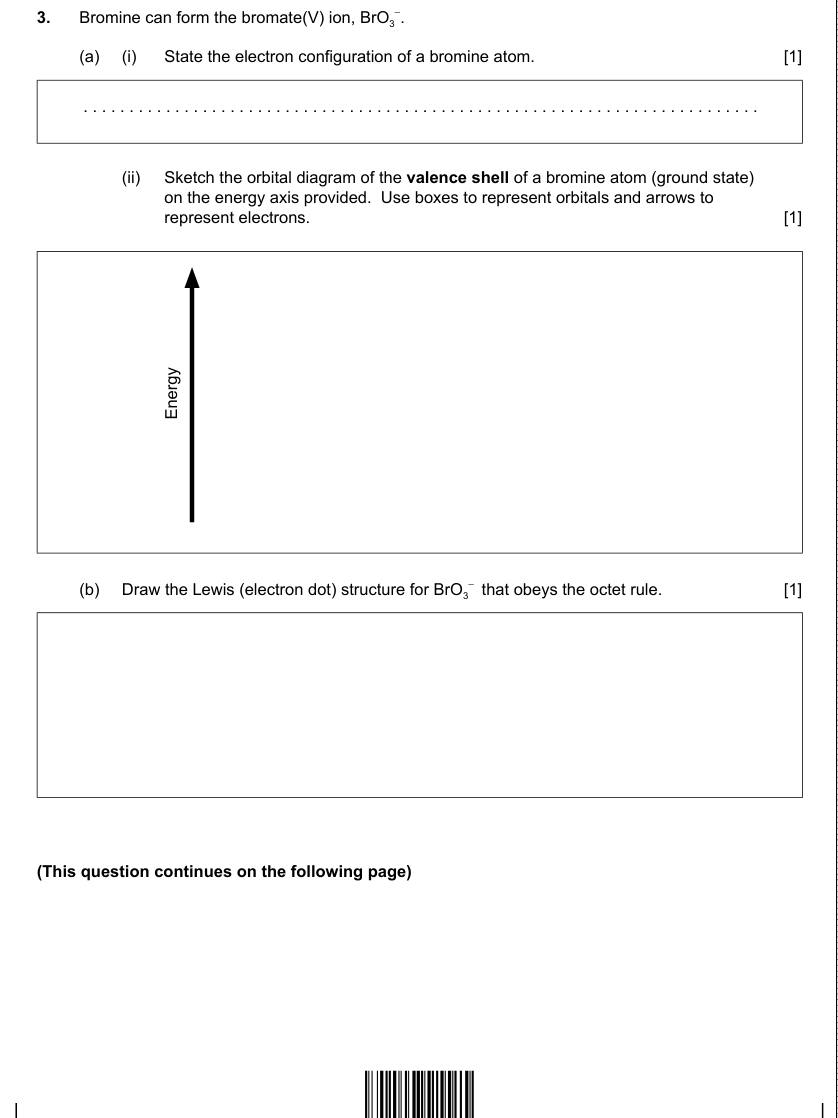 3. Bromine can form the bromate(V) ion, BrO₃⁻.
(a) (i) State the electron configuration of a bromine atom. [1]
(ii) Sketch the orbital diagram of the valence shell of a bromine atom (ground state)
on the energy axis provided. Use boxes to represent orbitals and arrows to
represent electrons. [1]
Energy
(b) Draw the Lewis (electron dot) structure for BrO₃⁻ that obeys the octet rule. [1]
(This question continues on the following page)